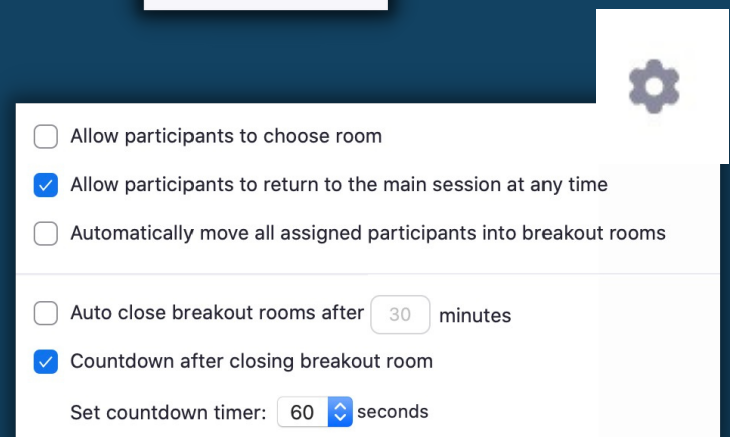 Allow participants to choose room
Allow participants to return to the main session at any time
Automatically move all assigned participants into breakout rooms
Auto close breakout rooms after 30 minutes
Countdown after closing breakout room
Set countdown timer: 60 seconds